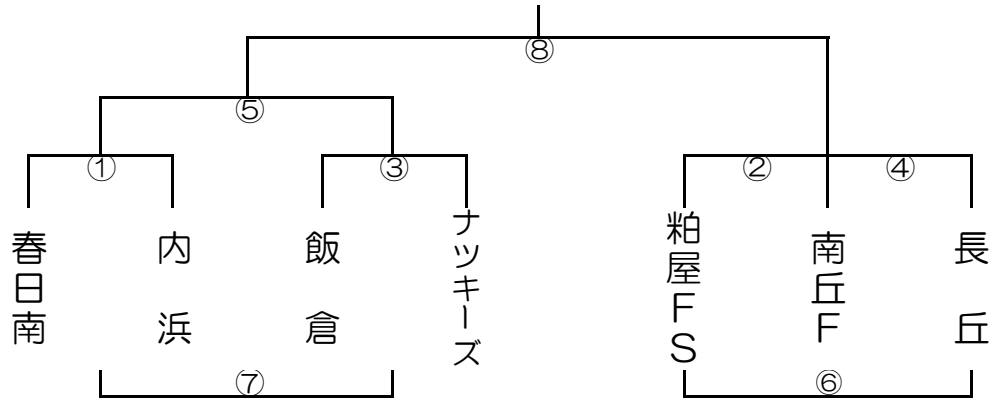 ⑧
⑤
① ③ ② ④
春日南
内浜
飯倉
ナッキーズ
粕屋FS
南丘F
長丘
⑦ ⑥